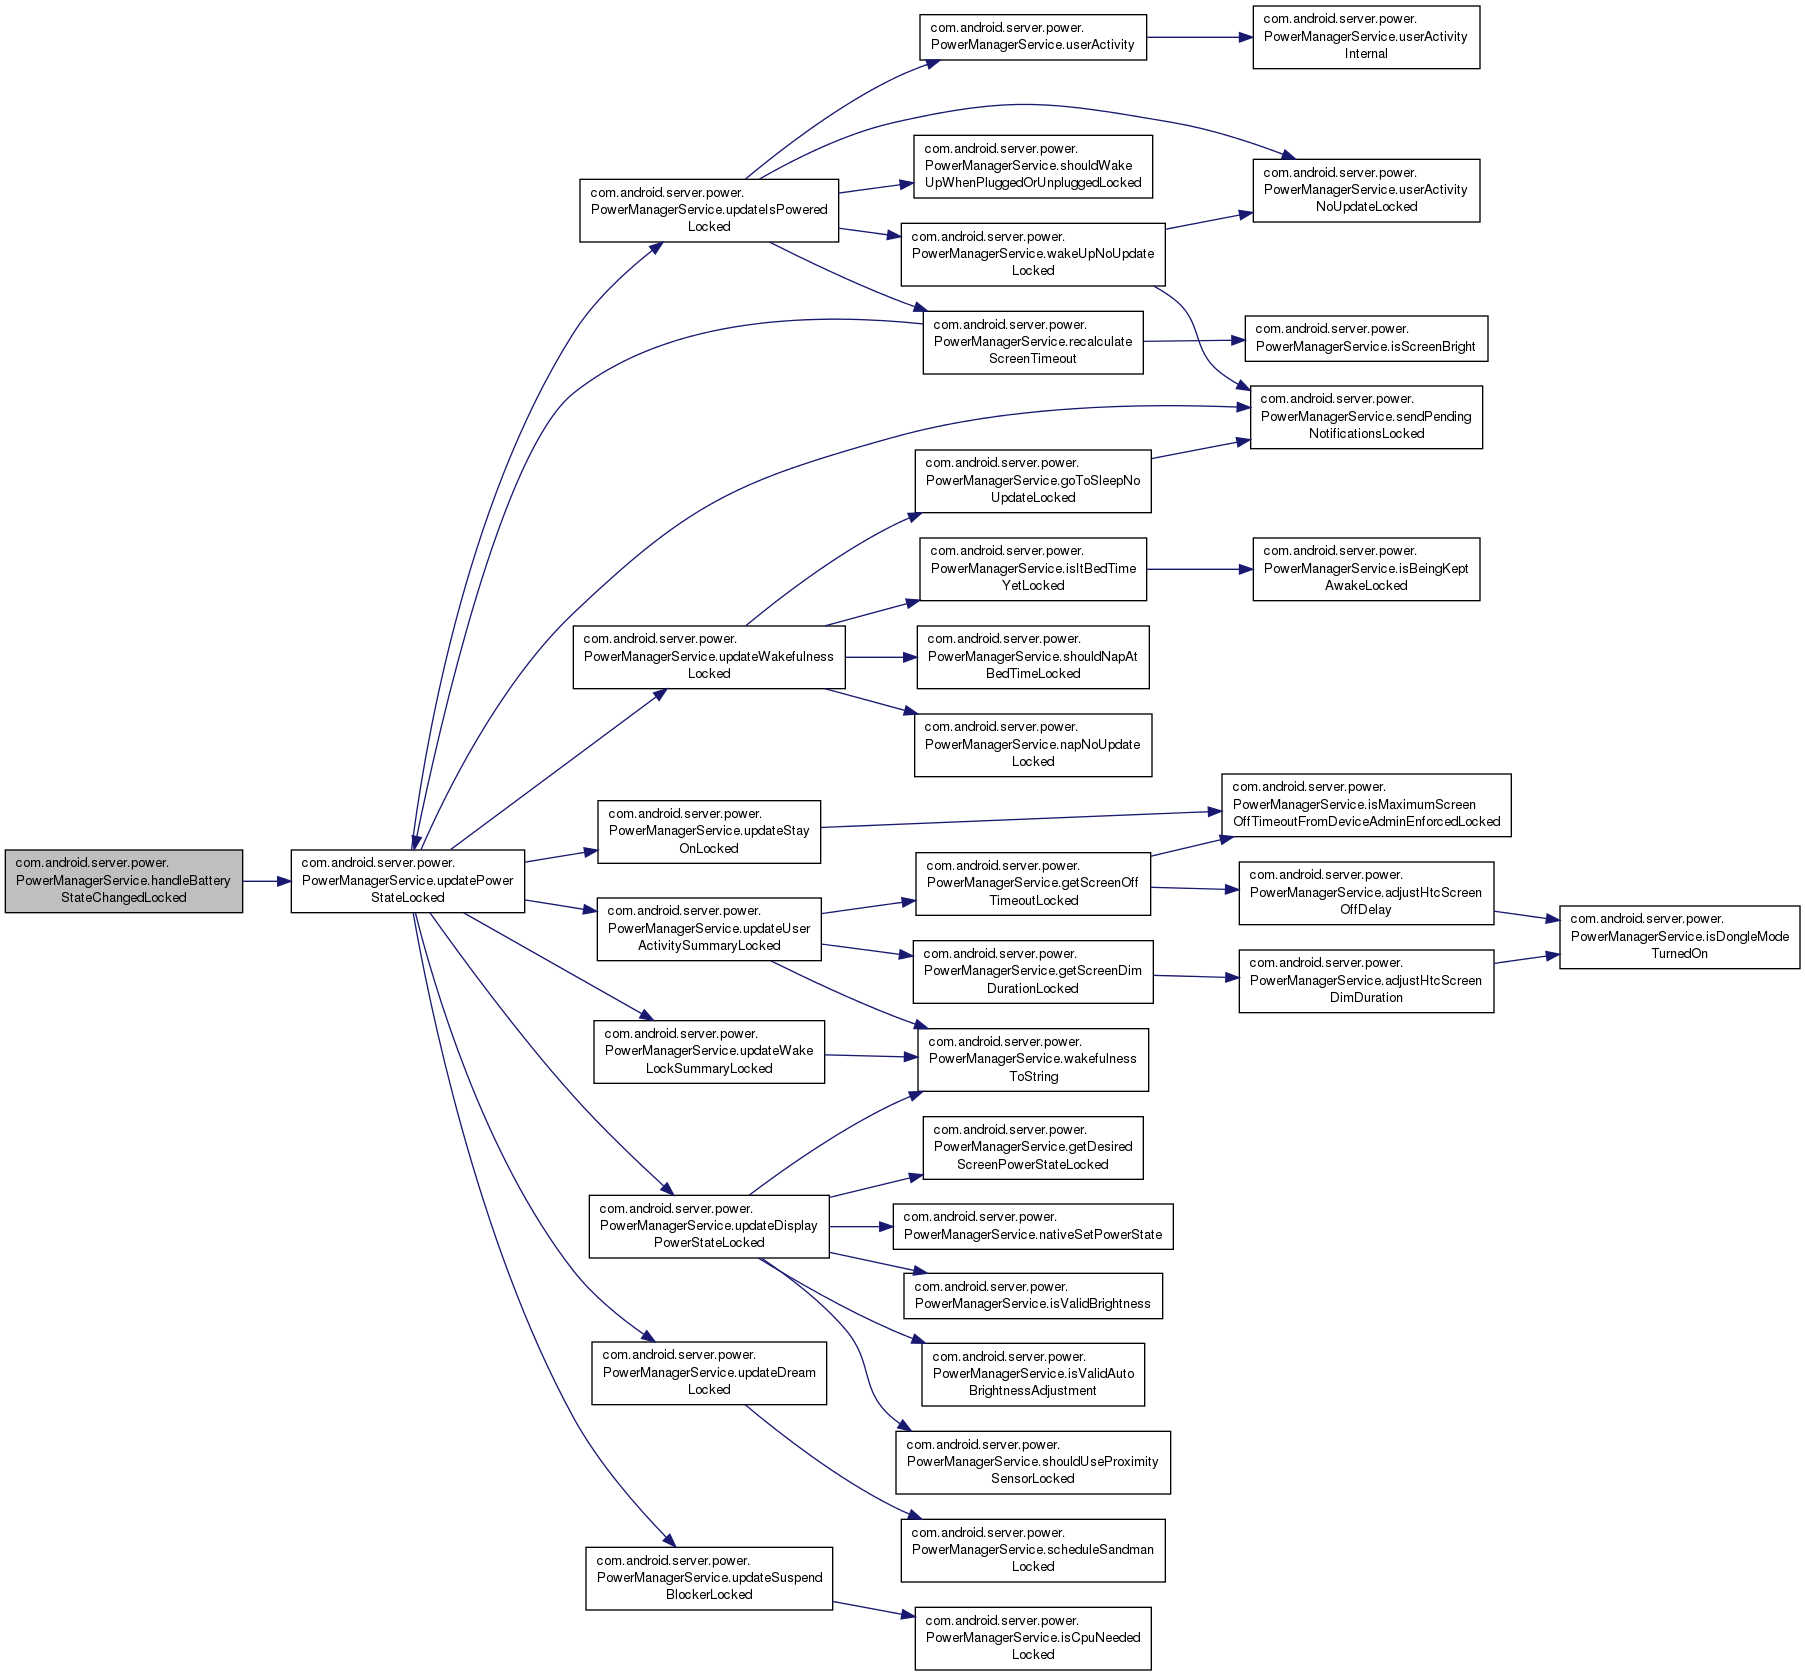 com.android.server.power.
PowerManagerService.handleBattery
StateChangedLocked
com.android.server.power.
PowerManagerService.updatePower
StateLocked
com.android.server.power.
PowerManagerService.updateIsPowered
Locked
com.android.server.power.
PowerManagerService.updateWakefulness
Locked
com.android.server.power.
PowerManagerService.updateStay
OnLocked
com.android.server.power.
PowerManagerService.updateUser
ActivitySummaryLocked
com.android.server.power.
PowerManagerService.updateWake
LockSummaryLocked
com.android.server.power.
PowerManagerService.updateDisplay
PowerStateLocked
com.android.server.power.
PowerManagerService.updateDream
Locked
com.android.server.power.
PowerManagerService.updateSuspend
BlockerLocked
com.android.server.power.
PowerManagerService.userActivity
com.android.server.power.
PowerManagerService.shouldWake
UpWhenPluggedOrUnpluggedLocked
com.android.server.power.
PowerManagerService.wakeUpNoUpdate
Locked
com.android.server.power.
PowerManagerService.recalculate
ScreenTimeout
com.android.server.power.
PowerManagerService.goToSleepNo
UpdateLocked
com.android.server.power.
PowerManagerService.isItBedTime
YetLocked
com.android.server.power.
PowerManagerService.shouldNapAt
BedTimeLocked
com.android.server.power.
PowerManagerService.napNoUpdate
Locked
com.android.server.power.
PowerManagerService.getScreenOff
TimeoutLocked
com.android.server.power.
PowerManagerService.getScreenDim
DurationLocked
com.android.server.power.
PowerManagerService.wakefulness
ToString
com.android.server.power.
PowerManagerService.getDesired
ScreenPowerStateLocked
com.android.server.power.
PowerManagerService.nativeSetPowerState
com.android.server.power.
PowerManagerService.isValidBrightness
com.android.server.power.
PowerManagerService.isValidAuto
BrightnessAdjustment
com.android.server.power.
PowerManagerService.shouldUseProximity
SensorLocked
com.android.server.power.
PowerManagerService.scheduleSandman
Locked
com.android.server.power.
PowerManagerService.isCpuNeeded
Locked
com.android.server.power.
PowerManagerService.userActivity
Internal
com.android.server.power.
PowerManagerService.userActivity
NoUpdateLocked
com.android.server.power.
PowerManagerService.isScreenBright
com.android.server.power.
PowerManagerService.sendPending
NotificationsLocked
com.android.server.power.
PowerManagerService.isBeingKept
AwakeLocked
com.android.server.power.
PowerManagerService.isMaximumScreen
OffTimeoutFromDeviceAdminEnforcedLocked
com.android.server.power.
PowerManagerService.adjustHtcScreen
OffDelay
com.android.server.power.
PowerManagerService.adjustHtcScreen
DimDuration
com.android.server.power.
PowerManagerService.isDongleMode
TurnedOn